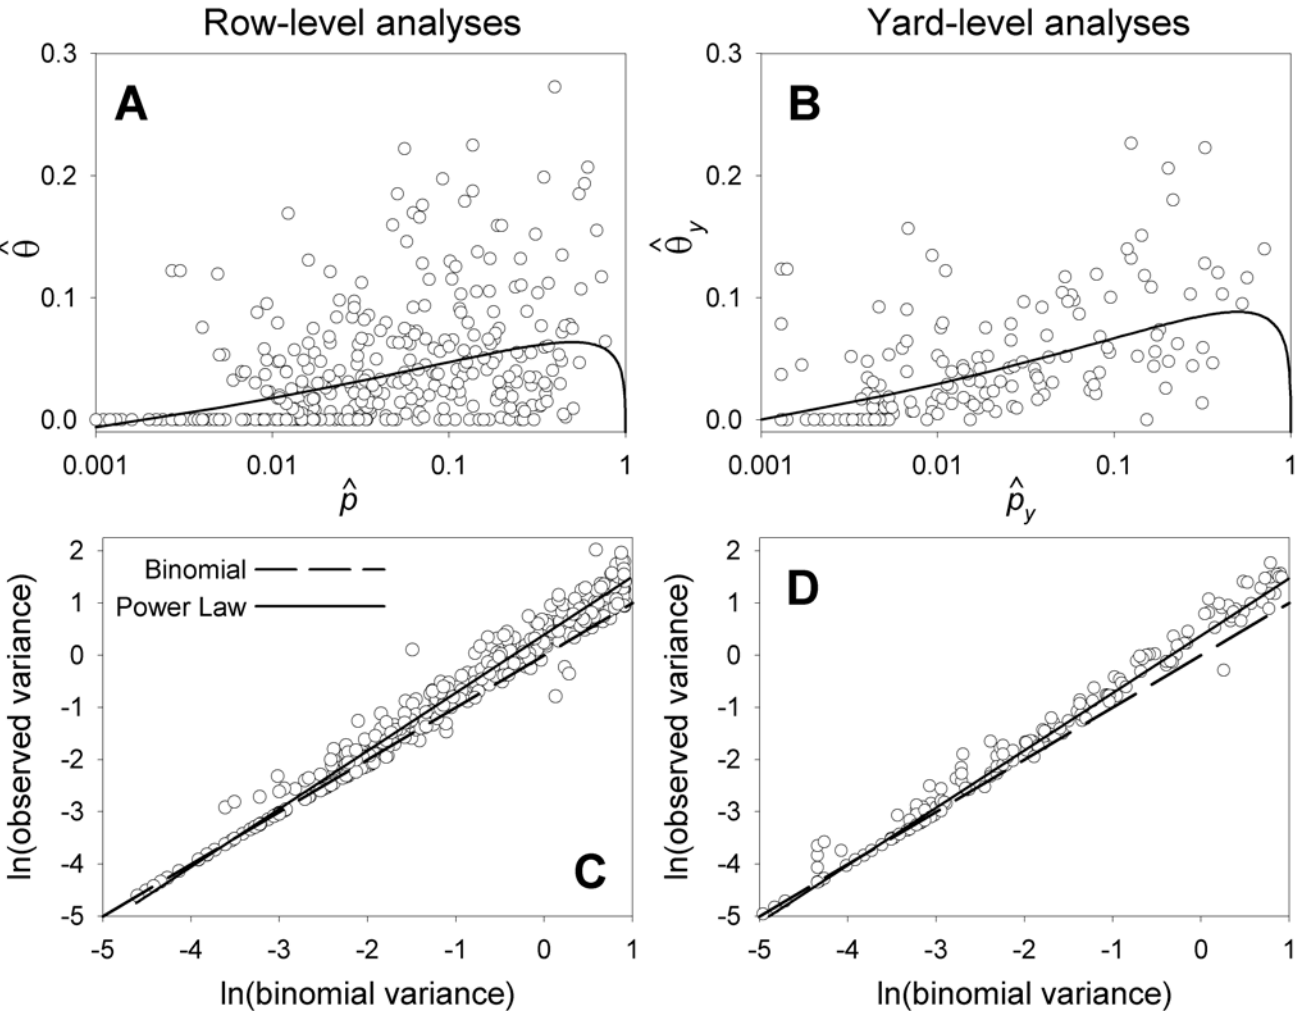 Row-level analyses
Yard-level analyses
A
0.3
0.2
0.1
0.0
θ̂
0.001
0.01
0.1
1
p̂
B
0.3
0.2
0.1
0.0
θ̂y
0.001
0.01
0.1
1
p̂y
Binomial
Power Law
C
2
1
0
-1
-2
-3
-4
-5
ln(observed variance)
-5
-4
-3
-2
-1
0
1
ln(binomial variance)
D
2
1
0
-1
-2
-3
-4
-5
ln(observed variance)
-5
-4
-3
-2
-1
0
1
ln(binomial variance)